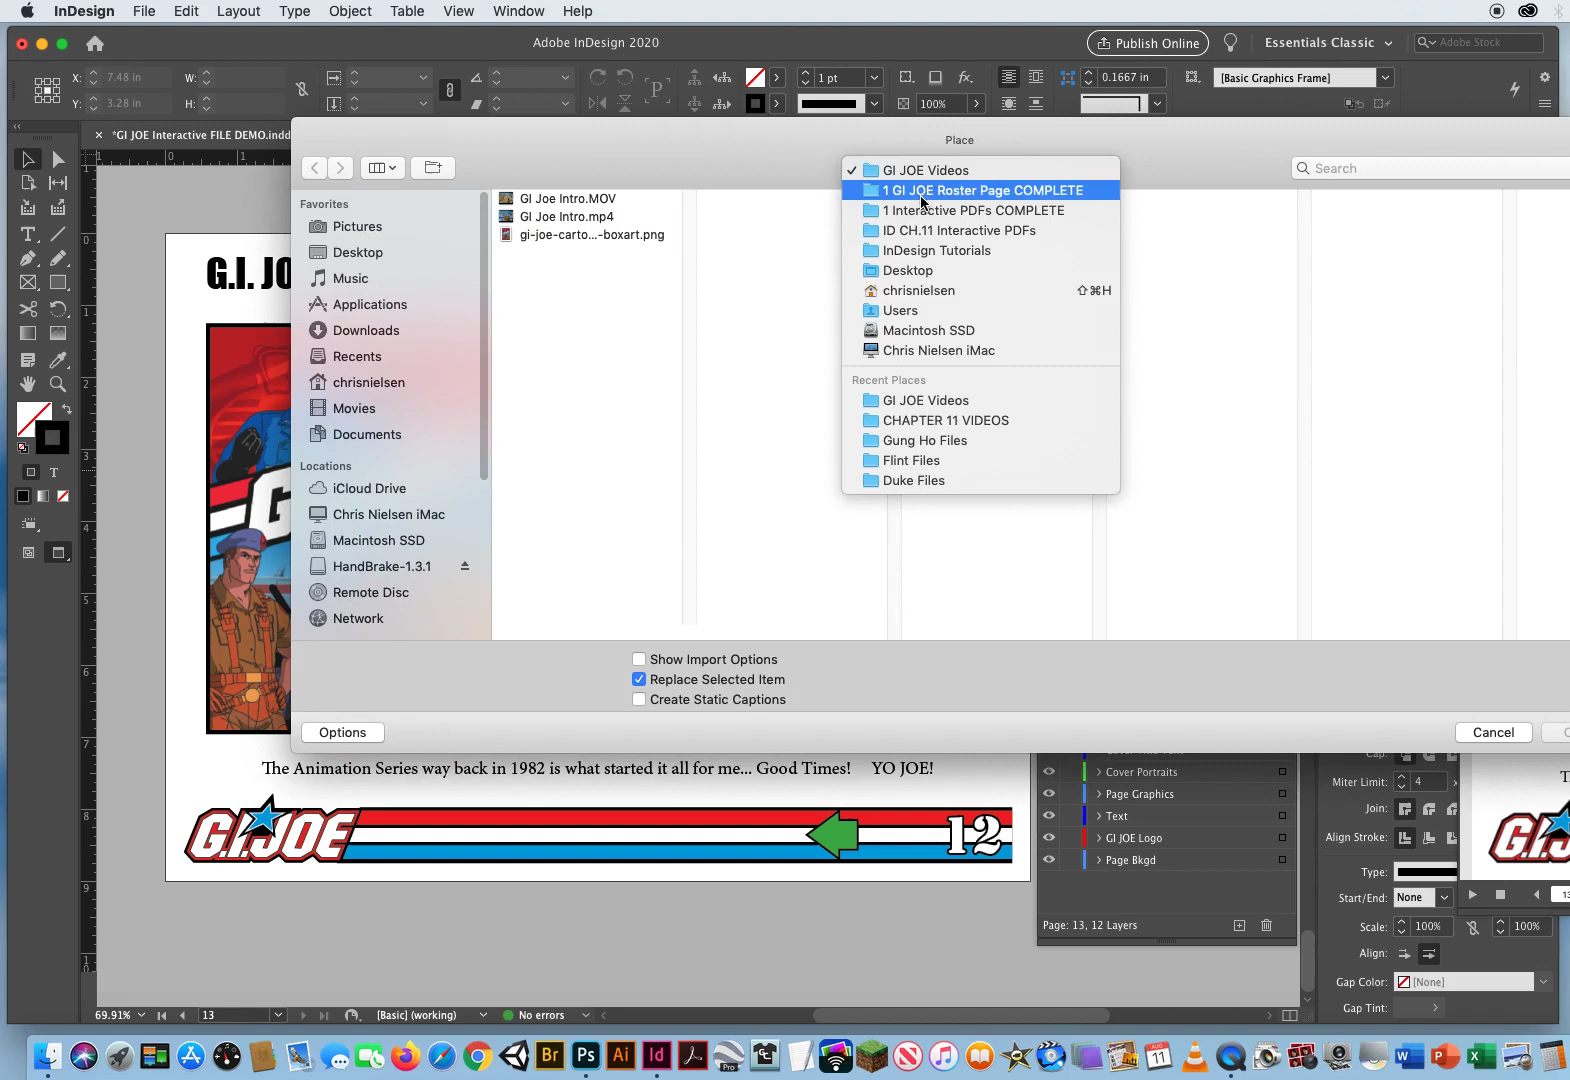 InDesign File Edit Layout Type Object Table View Window Help
Adobe InDesign 2020
Publish Online
Essentials Classic
Adobe Stock
X: 7.48 in W:
Y: 3.28 in H:
1 pt
100%
0.1667 in
[Basic Graphics Frame]
*GI JOE Interactive FILE DEMO.indd
Place
Search
Favorites
Pictures
Desktop
Music
Applications
Downloads
Recents
chrisnielsen
Movies
Documents
Locations
iCloud Drive
Chris Nielsen iMac
Macintosh SSD
HandBrake-1.3.1
Remote Disc
Network
GI Joe Intro.MOV
GI Joe Intro.mp4
gi-joe-carto...-boxart.png
GI JOE Videos
1 GI JOE Roster Page COMPLETE
1 Interactive PDFs COMPLETE
ID CH.11 Interactive PDFs
InDesign Tutorials
Desktop
chrisnielsen ⇧⌘H
Users
Macintosh SSD
Chris Nielsen iMac
Recent Places
GI JOE Videos
CHAPTER 11 VIDEOS
Gung Ho Files
Flint Files
Duke Files
Show Import Options
Replace Selected Item
Create Static Captions
Options
Cancel
G.I. JO
The Animation Series way back in 1982 is what started it all for me... Good Times! YO JOE!
G.I. JOE
12
Cover Portraits
Page Graphics
Text
GI JOE Logo
Page Bkgd
Page: 13, 12 Layers
Cap:
Miter Limit: 4
Join:
Align Stroke:
Type:
Start/End: None
Scale: 100% 100%
Align:
Gap Color: [None]
Gap Tint:
69.91%
13
[Basic] (working)
No errors
Br Ps Ai Id
Pro
AUG
11
W P X